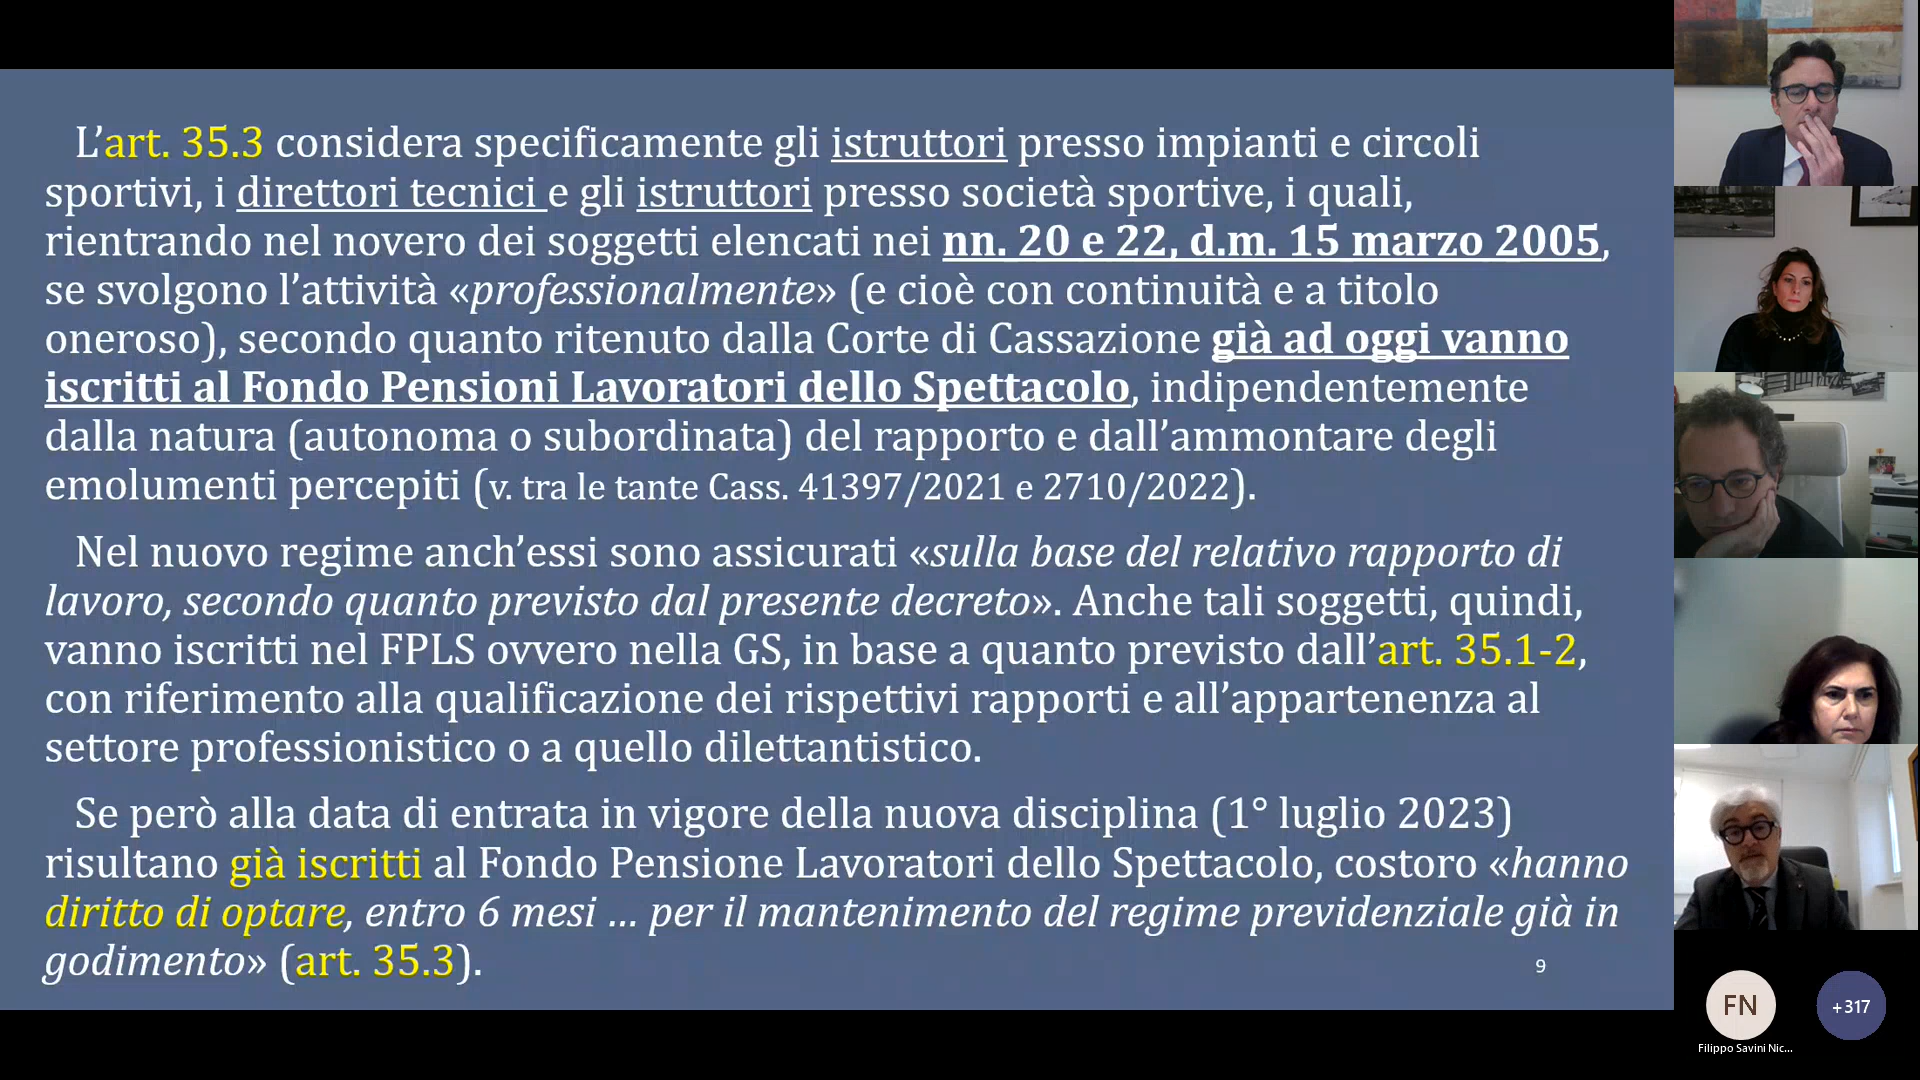 L’art. 35.3 considera specificamente gli istruttori presso impianti e circoli
sportivi, i direttori tecnici e gli istruttori presso società sportive, i quali,
rientrando nel novero dei soggetti elencati nei nn. 20 e 22, d.m. 15 marzo 2005,
se svolgono l’attività «professionalmente» (e cioè con continuità e a titolo
oneroso), secondo quanto ritenuto dalla Corte di Cassazione già ad oggi vanno
iscritti al Fondo Pensioni Lavoratori dello Spettacolo, indipendentemente
dalla natura (autonoma o subordinata) del rapporto e dall’ammontare degli
emolumenti percepiti (v. tra le tante Cass. 41397/2021 e 2710/2022).
Nel nuovo regime anch’essi sono assicurati «sulla base del relativo rapporto di
lavoro, secondo quanto previsto dal presente decreto». Anche tali soggetti, quindi,
vanno iscritti nel FPLS ovvero nella GS, in base a quanto previsto dall’art. 35.1-2,
con riferimento alla qualificazione dei rispettivi rapporti e all’appartenenza al
settore professionistico o a quello dilettantistico.
Se però alla data di entrata in vigore della nuova disciplina (1° luglio 2023)
risultano già iscritti al Fondo Pensione Lavoratori dello Spettacolo, costoro «hanno
diritto di optare, entro 6 mesi … per il mantenimento del regime previdenziale già in
godimento» (art. 35.3).
9
FN
+317
Filippo Savini Nic...